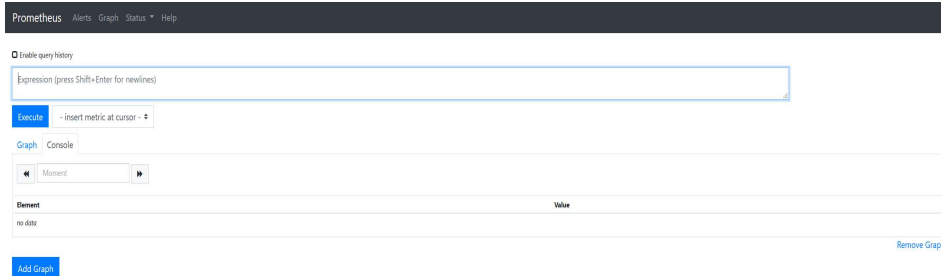 Prometheus Alerts Graph Status Help
Enable query history
Expression (press Shift+Enter for newlines)
Execute - insert metric at cursor -
Graph Console
Moment
Element Value
no data
Remove Grap
Add Graph